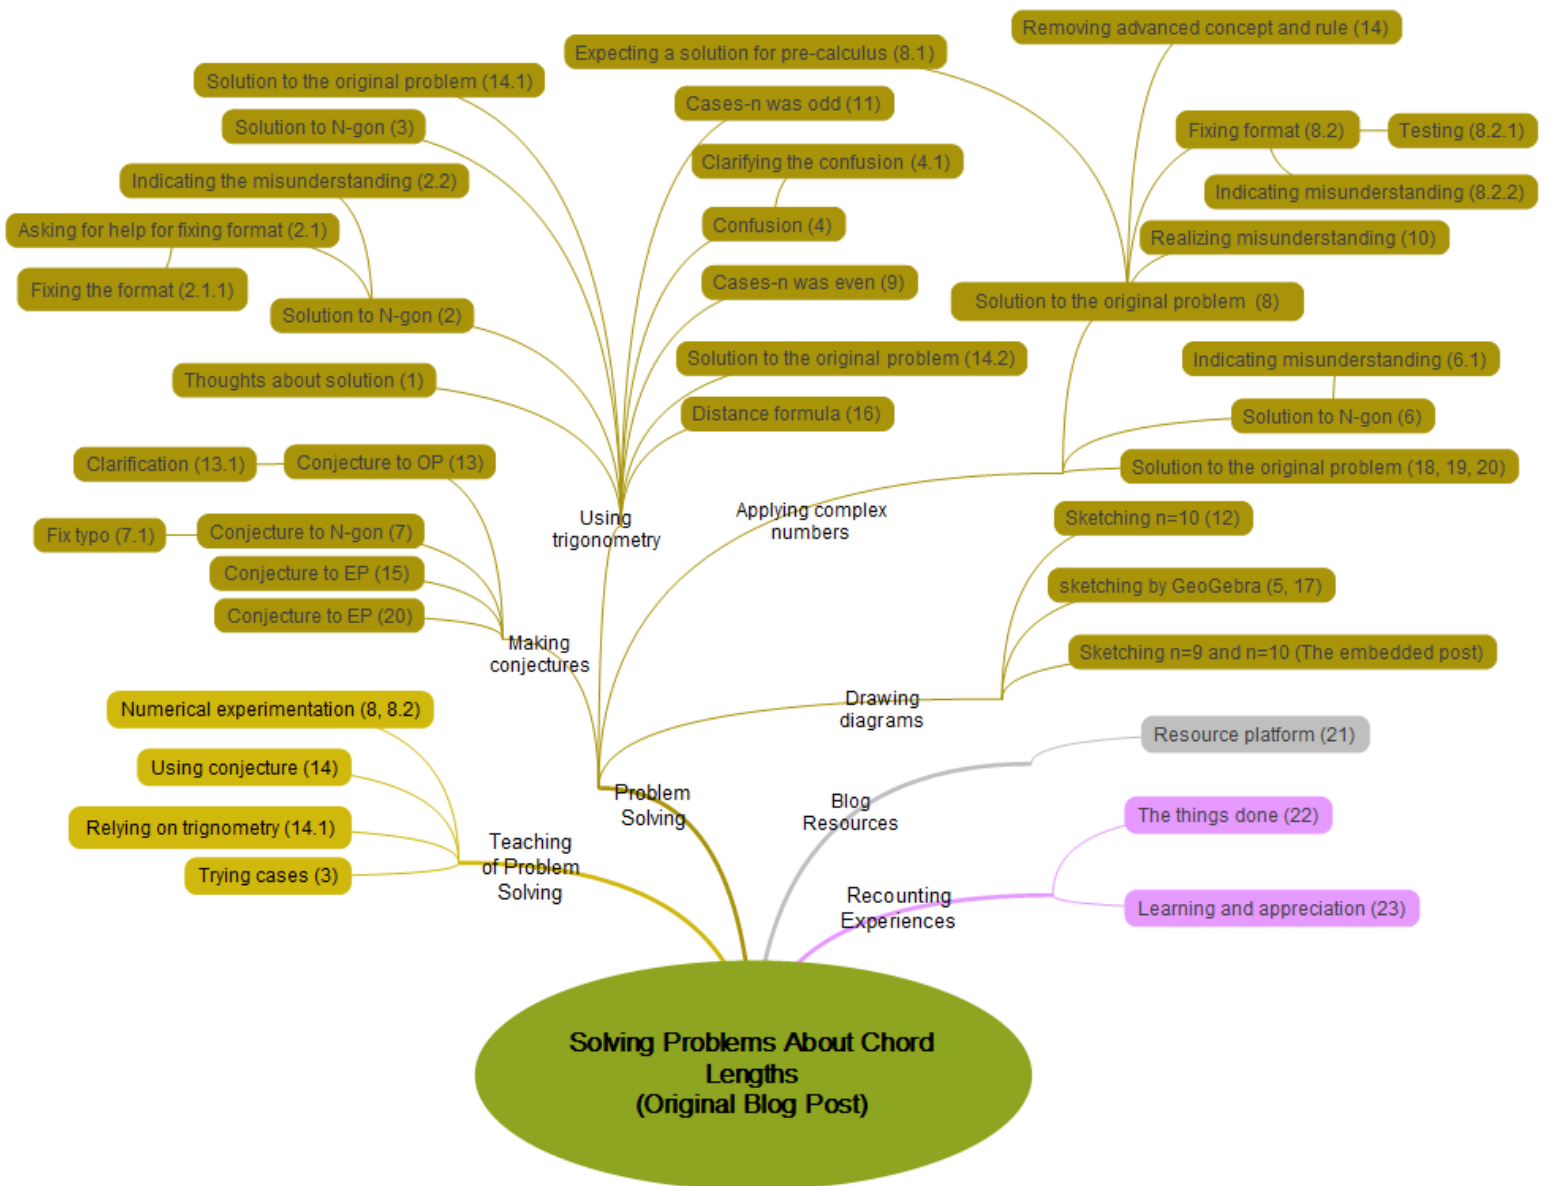 Removing advanced concept and rule (14)
Expecting a solution for pre-calculus (8.1)
Solution to the original problem (14.1)
Cases-n was odd (11)
Solution to N-gon (3)
Fixing format (8.2)
Testing (8.2.1)
Clarifying the confusion (4.1)
Indicating the misunderstanding (2.2)
Indicating misunderstanding (8.2.2)
Asking for help for fixing format (2.1)
Confusion (4)
Realizing misunderstanding (10)
Fixing the format (2.1.1)
Cases-n was even (9)
Solution to the original problem (8)
Solution to N-gon (2)
Solution to the original problem (14.2)
Indicating misunderstanding (6.1)
Thoughts about solution (1)
Distance formula (16)
Solution to N-gon (6)
Clarification (13.1)
Conjecture to OP (13)
Solution to the original problem (18, 19, 20)
Using
trigonometry
Applying complex
numbers
Sketching n=10 (12)
Fix typo (7.1)
Conjecture to N-gon (7)
Conjecture to EP (15)
sketching by GeoGebra (5, 17)
Conjecture to EP (20)
Making
conjectures
Sketching n=9 and n=10 (The embedded post)
Drawing
diagrams
Numerical experimentation (8, 8.2)
Resource platform (21)
Using conjecture (14)
Problem
Solving
Blog
Resources
The things done (22)
Relying on trignometry (14.1)
Teaching
of Problem
Solving
Trying cases (3)
Recounting
Experiences
Learning and appreciation (23)
Solving Problems About Chord
Lengths
(Original Blog Post)